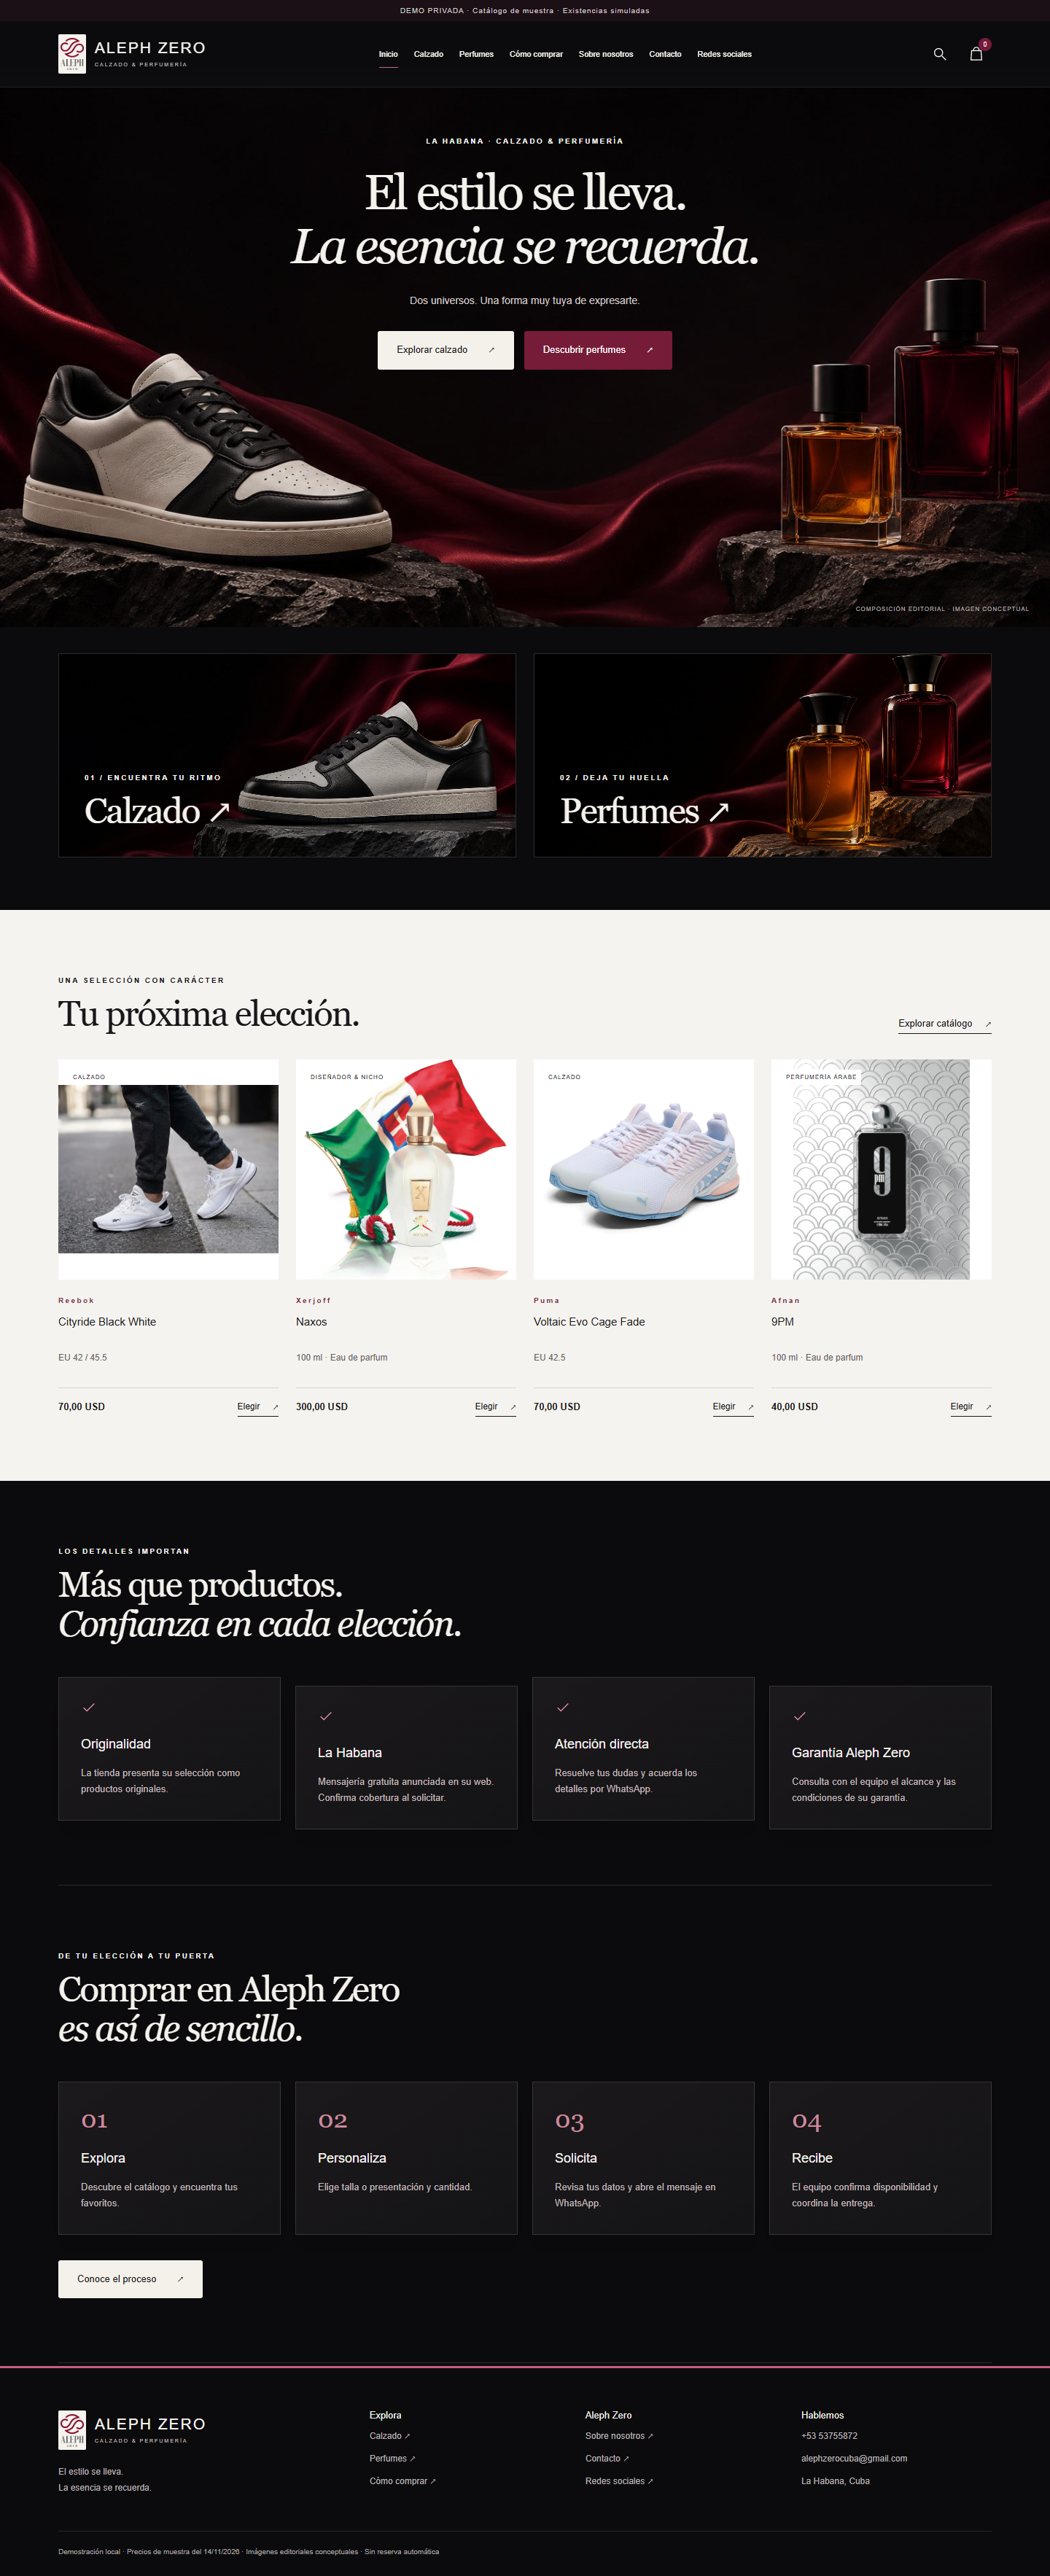 DEMO PRIVADA · Catálogo de muestra · Existencias simuladas
ALEPH ZERO
ALEPH ZERO
CALZADO & PERFUMERÍA
Inicio Calzado Perfumes Cómo comprar Sobre nosotros Contacto Redes sociales
0
LA HABANA · CALZADO & PERFUMERÍA
El estilo se lleva.
La esencia se recuerda.
Dos universos. Una forma muy tuya de expresarte.
Explorar calzado ↗ Descubrir perfumes ↗
COMPOSICIÓN EDITORIAL · IMAGEN CONCEPTUAL
01 / ENCUENTRA TU RITMO
Calzado ↗
02 / DEJA TU HUELLA
Perfumes ↗
UNA SELECCIÓN CON CARÁCTER
Tu próxima elección.
Explorar catálogo ↗
CALZADO
Reebok
Cityride Black White
EU 42 / 45.5
70,00 USD Elegir ↗
DISEÑADOR & NICHO
X
Xerjoff
Naxos
100 ml · Eau de parfum
300,00 USD Elegir ↗
CALZADO
Puma
Voltaic Evo Cage Fade
EU 42.5
70,00 USD Elegir ↗
PERFUMERÍA ÁRABE
9
pm
Afnan
9PM
100 ml · Eau de parfum
40,00 USD Elegir ↗
LOS DETALLES IMPORTAN
Más que productos.
Confianza en cada elección.
Originalidad
La tienda presenta su selección como
productos originales.
La Habana
Mensajería gratuita anunciada en su web.
Confirma cobertura al solicitar.
Atención directa
Resuelve tus dudas y acuerda los
detalles por WhatsApp.
Garantía Aleph Zero
Consulta con el equipo el alcance y las
condiciones de su garantía.
DE TU ELECCIÓN A TU PUERTA
Comprar en Aleph Zero
es así de sencillo.
01
Explora
Descubre el catálogo y encuentra tus
favoritos.
02
Personaliza
Elige talla o presentación y cantidad.
03
Solicita
Revisa tus datos y abre el mensaje en
WhatsApp.
04
Recibe
El equipo confirma disponibilidad y
coordina la entrega.
Conoce el proceso ↗
ALEPH ZERO
ALEPH ZERO
CALZADO & PERFUMERÍA
El estilo se lleva.
La esencia se recuerda.
Explora
Calzado ↗
Perfumes ↗
Cómo comprar ↗
Aleph Zero
Sobre nosotros ↗
Contacto ↗
Redes sociales ↗
Hablemos
+53 53755872
alephzerocuba@gmail.com
La Habana, Cuba
Demostración local · Precios de muestra del 14/11/2026 · Imágenes editoriales conceptuales · Sin reserva automática